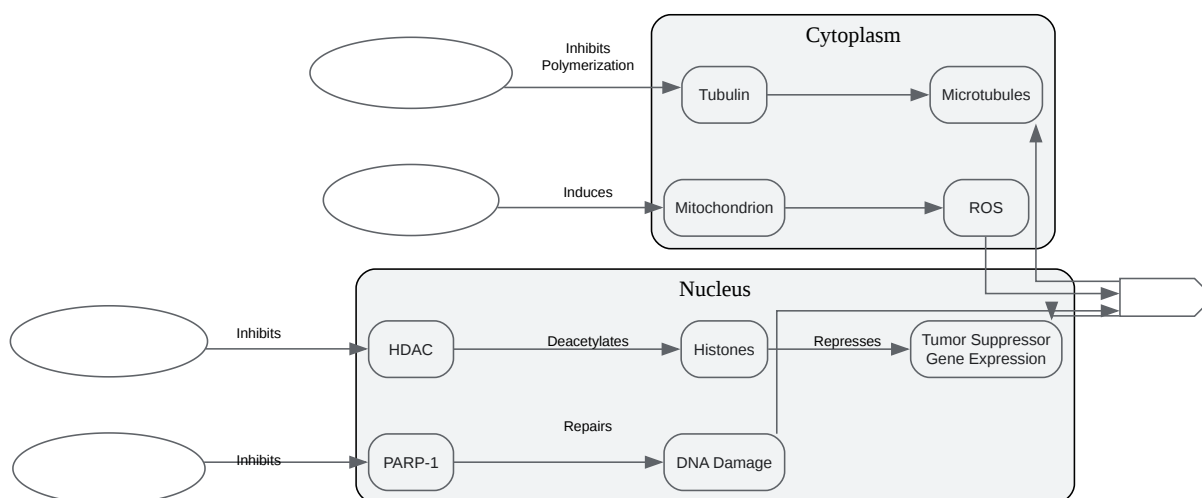 Cytoplasm
Inhibits
Polymerization
Tubulin
Microtubules
Induces
Mitochondrion
ROS
Nucleus
Inhibits
HDAC
Deacetylates
Histones
Represses
Tumor Suppressor
Gene Expression
Repairs
Inhibits
PARP-1
DNA Damage